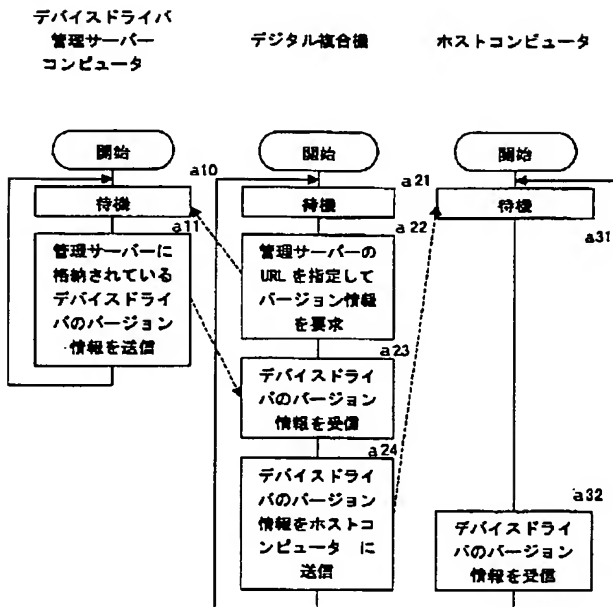 デバイスドライバ
管理サーバー
コンピュータ
デジタル複合機
ホストコンピュータ
開始
開始
開始
a10
待機
a21
待機
待機
a11
a22
a31
管理サーバーに
格納されている
デバイスドライ
バのバージョン
情報を送信
管理サーバーの
URLを指定して
バージョン情報
を要求
a23
デバイスドライ
バのバージョン
情報を受信
a24
デバイスドライ
バのバージョン
情報をホストコ
ンピュータ に
送信
a32
デバイスドライ
バのバージョン
情報を受信